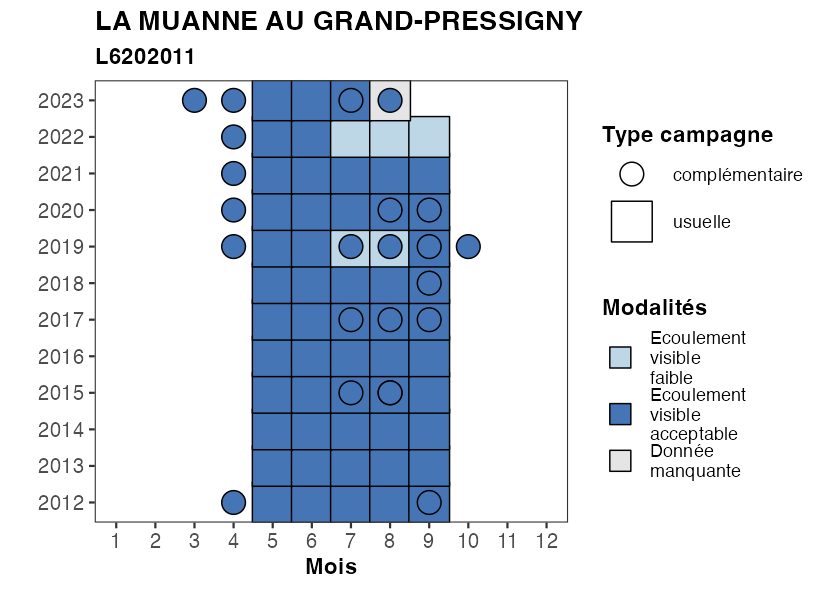 LA MUANNE AU GRAND-PRESSIGNY
L6202011
2023
2022
2021
2020
2019
2018
2017
2016
2015
2014
2013
2012
1 2 3 4 5 6 7 8 9 10 11 12
Mois
Type campagne
complémentaire
usuelle
Modalités
Ecoulement
visible
faible
Ecoulement
visible
acceptable
Donnée
manquante